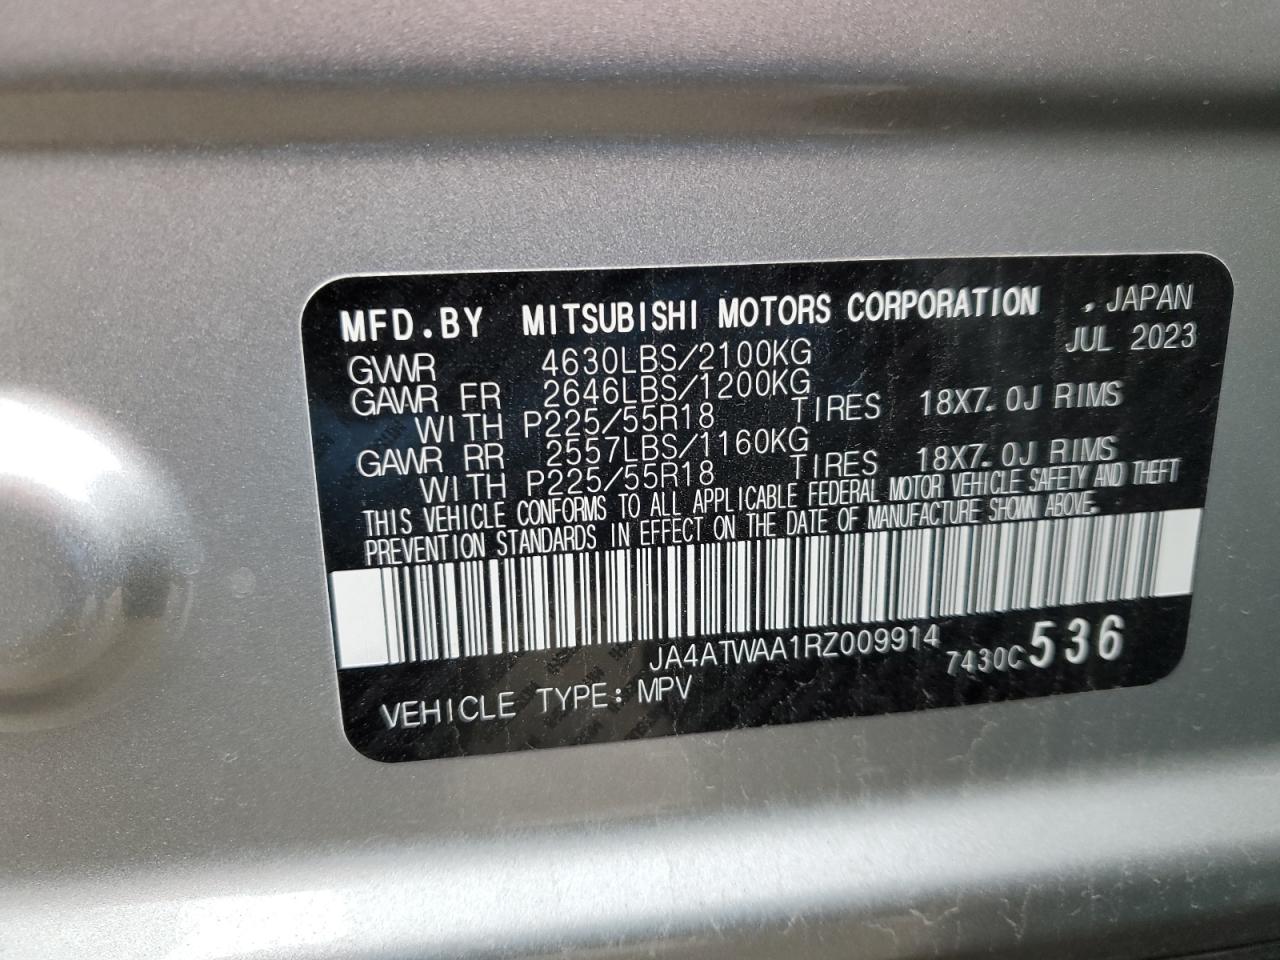 MFD.BY MITSUBISHI MOTORS CORPORATION , JAPAN
JUL 2023
GVWR 4630LBS/2100KG
GAWR FR 2646LBS/1200KG
WITH P225/55R18 TIRES 18X7.0J RIMS
GAWR RR 2557LBS/1160KG
WITH P225/55R18 TIRES 18X7.0J RIMS
THIS VEHICLE CONFORMS TO ALL APPLICABLE FEDERAL MOTOR VEHICLE SAFETY AND THEFT
PREVENTION STANDARDS IN EFFECT ON THE DATE OF MANUFACTURE SHOWN ABOVE.
JA4ATWAA1RZ009914 7430C536
VEHICLE TYPE: MPV